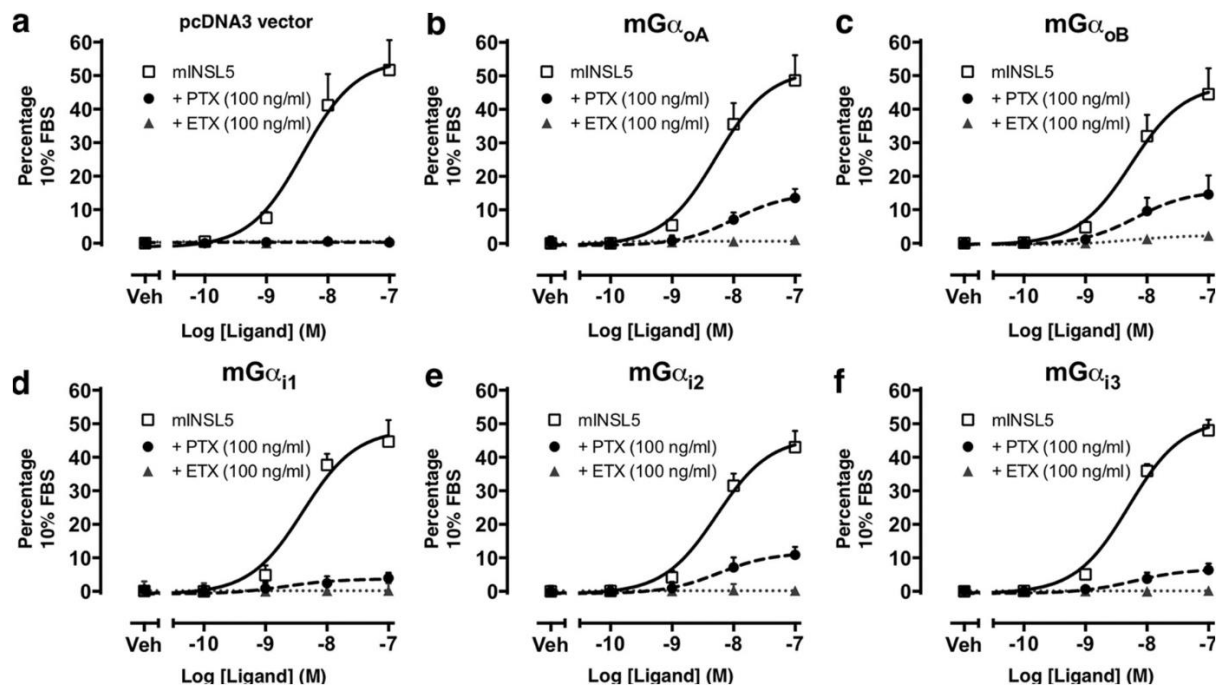 a pcDNA3 vector
60
50
40
30
20
10
0
Percentage
10% FBS
mINSL5
+ PTX (100 ng/ml)
+ ETX (100 ng/ml)
Veh -10 -9 -8 -7
Log [Ligand] (M)
b mGαoA
60
50
40
30
20
10
0
Percentage
10% FBS
mINSL5
+ PTX (100 ng/ml)
+ ETX (100 ng/ml)
Veh -10 -9 -8 -7
Log [Ligand] (M)
c mGαoB
60
50
40
30
20
10
0
Percentage
10% FBS
mINSL5
+ PTX (100 ng/ml)
+ ETX (100 ng/ml)
Veh -10 -9 -8 -7
Log [Ligand] (M)
d mGαi1
60
50
40
30
20
10
0
Percentage
10% FBS
mINSL5
+ PTX (100 ng/ml)
+ ETX (100 ng/ml)
Veh -10 -9 -8 -7
Log [Ligand] (M)
e mGαi2
60
50
40
30
20
10
0
Percentage
10% FBS
mINSL5
+ PTX (100 ng/ml)
+ ETX (100 ng/ml)
Veh -10 -9 -8 -7
Log [Ligand] (M)
f mGαi3
60
50
40
30
20
10
0
Percentage
10% FBS
mINSL5
+ PTX (100 ng/ml)
+ ETX (100 ng/ml)
Veh -10 -9 -8 -7
Log [Ligand] (M)